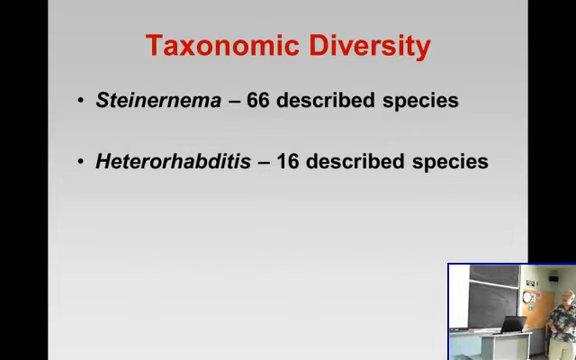 Taxonomic Diversity
• Steinernema – 66 described species
• Heterorhabditis – 16 described species